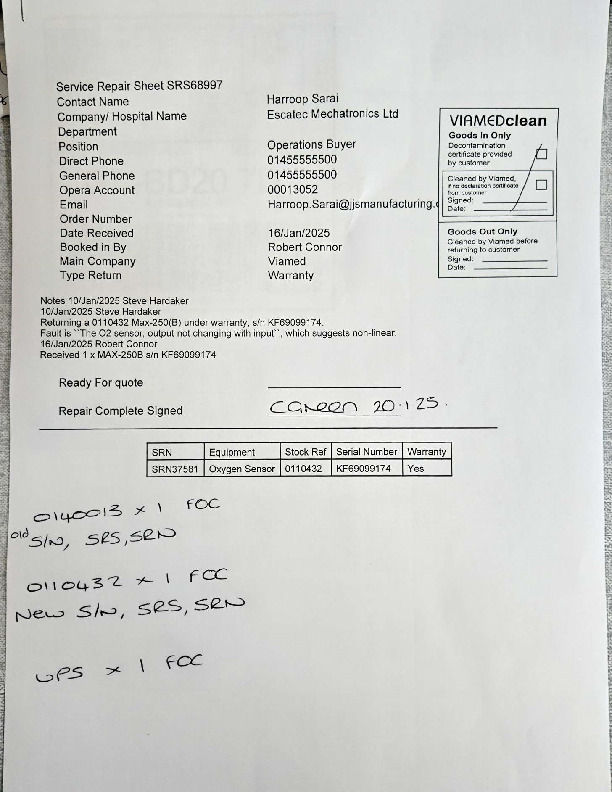 Service Repair Sheet SRS68997
Contact Name Harroop Sarai
Company/ Hospital Name Escatec Mechatronics Ltd
Department
Position Operations Buyer
Direct Phone 01455555500
General Phone 01455555500
Opera Account 00013052
Email Harroop.Sarai@jjsmanufacturing.c
Order Number
Date Received 16/Jan/2025
Booked in By Robert Connor
Main Company Viamed
Type Return Warranty
VIAMEDclean
Goods In Only
Decontamination
certificate provided
by customer
Cleaned by Viamed,
if no declaration certificate
from customer
Signed:
Date:
Goods Out Only
Cleaned by Viamed before
returning to customer
Signed:
Date:
Notes 10/Jan/2025 Steve Hardaker
10/Jan/2025 Steve Hardaker
Returning a 0110432 Max-250(B) under warranty, s/n KF69099174.
Fault is ``The O2 sensor, output not changing with input``, which suggests non-linear.
16/Jan/2025 Robert Connor
Received 1 x MAX-250B s/n KF69099174
Ready For quote
Repair Complete Signed CGreen 20.1.25.
SRN Equipment Stock Ref Serial Number Warranty
SRN37581 Oxygen Sensor 0110432 KF69099174 Yes
0140013 x 1 FOC
old S/N, SRS, SRN
0110432 x 1 FOC
New S/N, SRS, SRN
UPS x 1 FOC